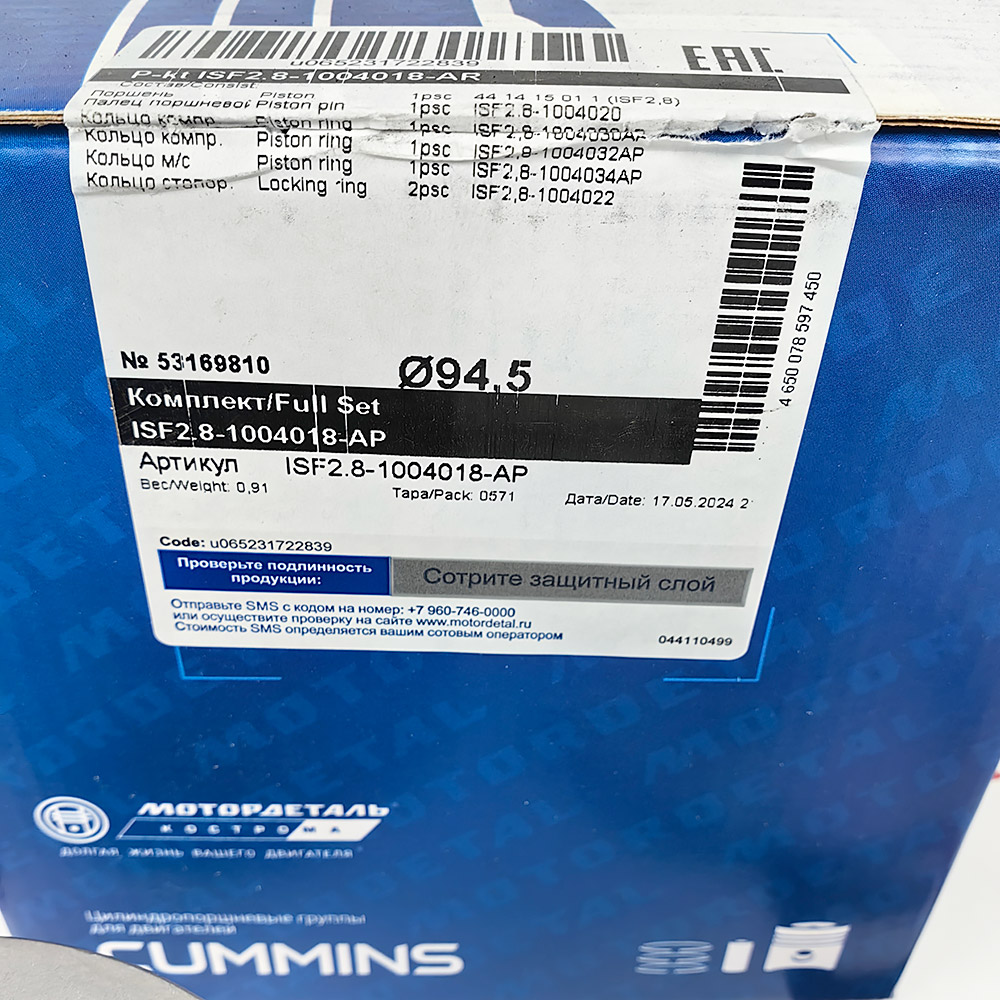 u065231722839
EAC
P-kt ISF2.8-1004018-AR
Состав/Consist:
Поршень Piston 1psc 44 14 15 01 1 (ISF2,8)
Палец поршневой Piston pin 1psc ISF2.8-1004020
Кольцо компр. Piston ring 1psc ISF2.8-1004030AP
Кольцо компр. Piston ring 1psc ISF2,8-1004032AP
Кольцо м/с Piston ring 1psc ISF2,8-1004034AP
Кольцо стопор. Locking ring 2psc ISF2,8-1004022
4 650 078 597 450
№ 53169810 Ø94,5
Комплект/Full Set
ISF2.8-1004018-AP
Артикул ISF2.8-1004018-AP
Вес/Weight: 0,91 Тара/Pack: 0571 Дата/Date: 17.05.2024 2
Code: u065231722839
Проверьте подлинность
продукции:
Сотрите защитный слой
Отправьте SMS с кодом на номер: +7 960-746-0000
или осуществите проверку на сайте www.motordetal.ru
Стоимость SMS определяется вашим сотовым оператором
044110499
МОТОРДЕТАЛЬ
КОСТРОМА
ДОЛГАЯ ЖИЗНЬ ВАШЕГО ДВИГАТЕЛЯ
Цилиндропоршневые группы
для двигателей
CUMMINS